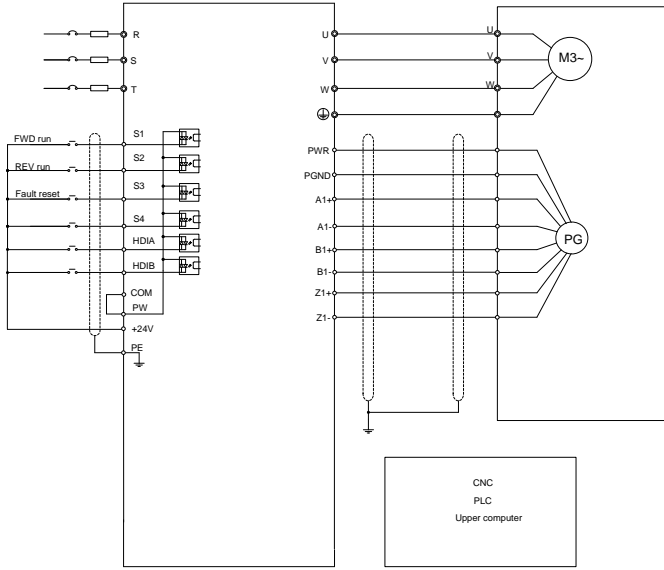 R
S
T
FWD run
REV run
Fault reset
S1
S2
S3
S4
HDIA
HDIB
COM
PW
+24V
PE
U
V
W
PWR
PGND
A1+
A1-
B1+
B1-
Z1+
Z1-
U
V
W
M3~
PG
CNC
PLC
Upper computer